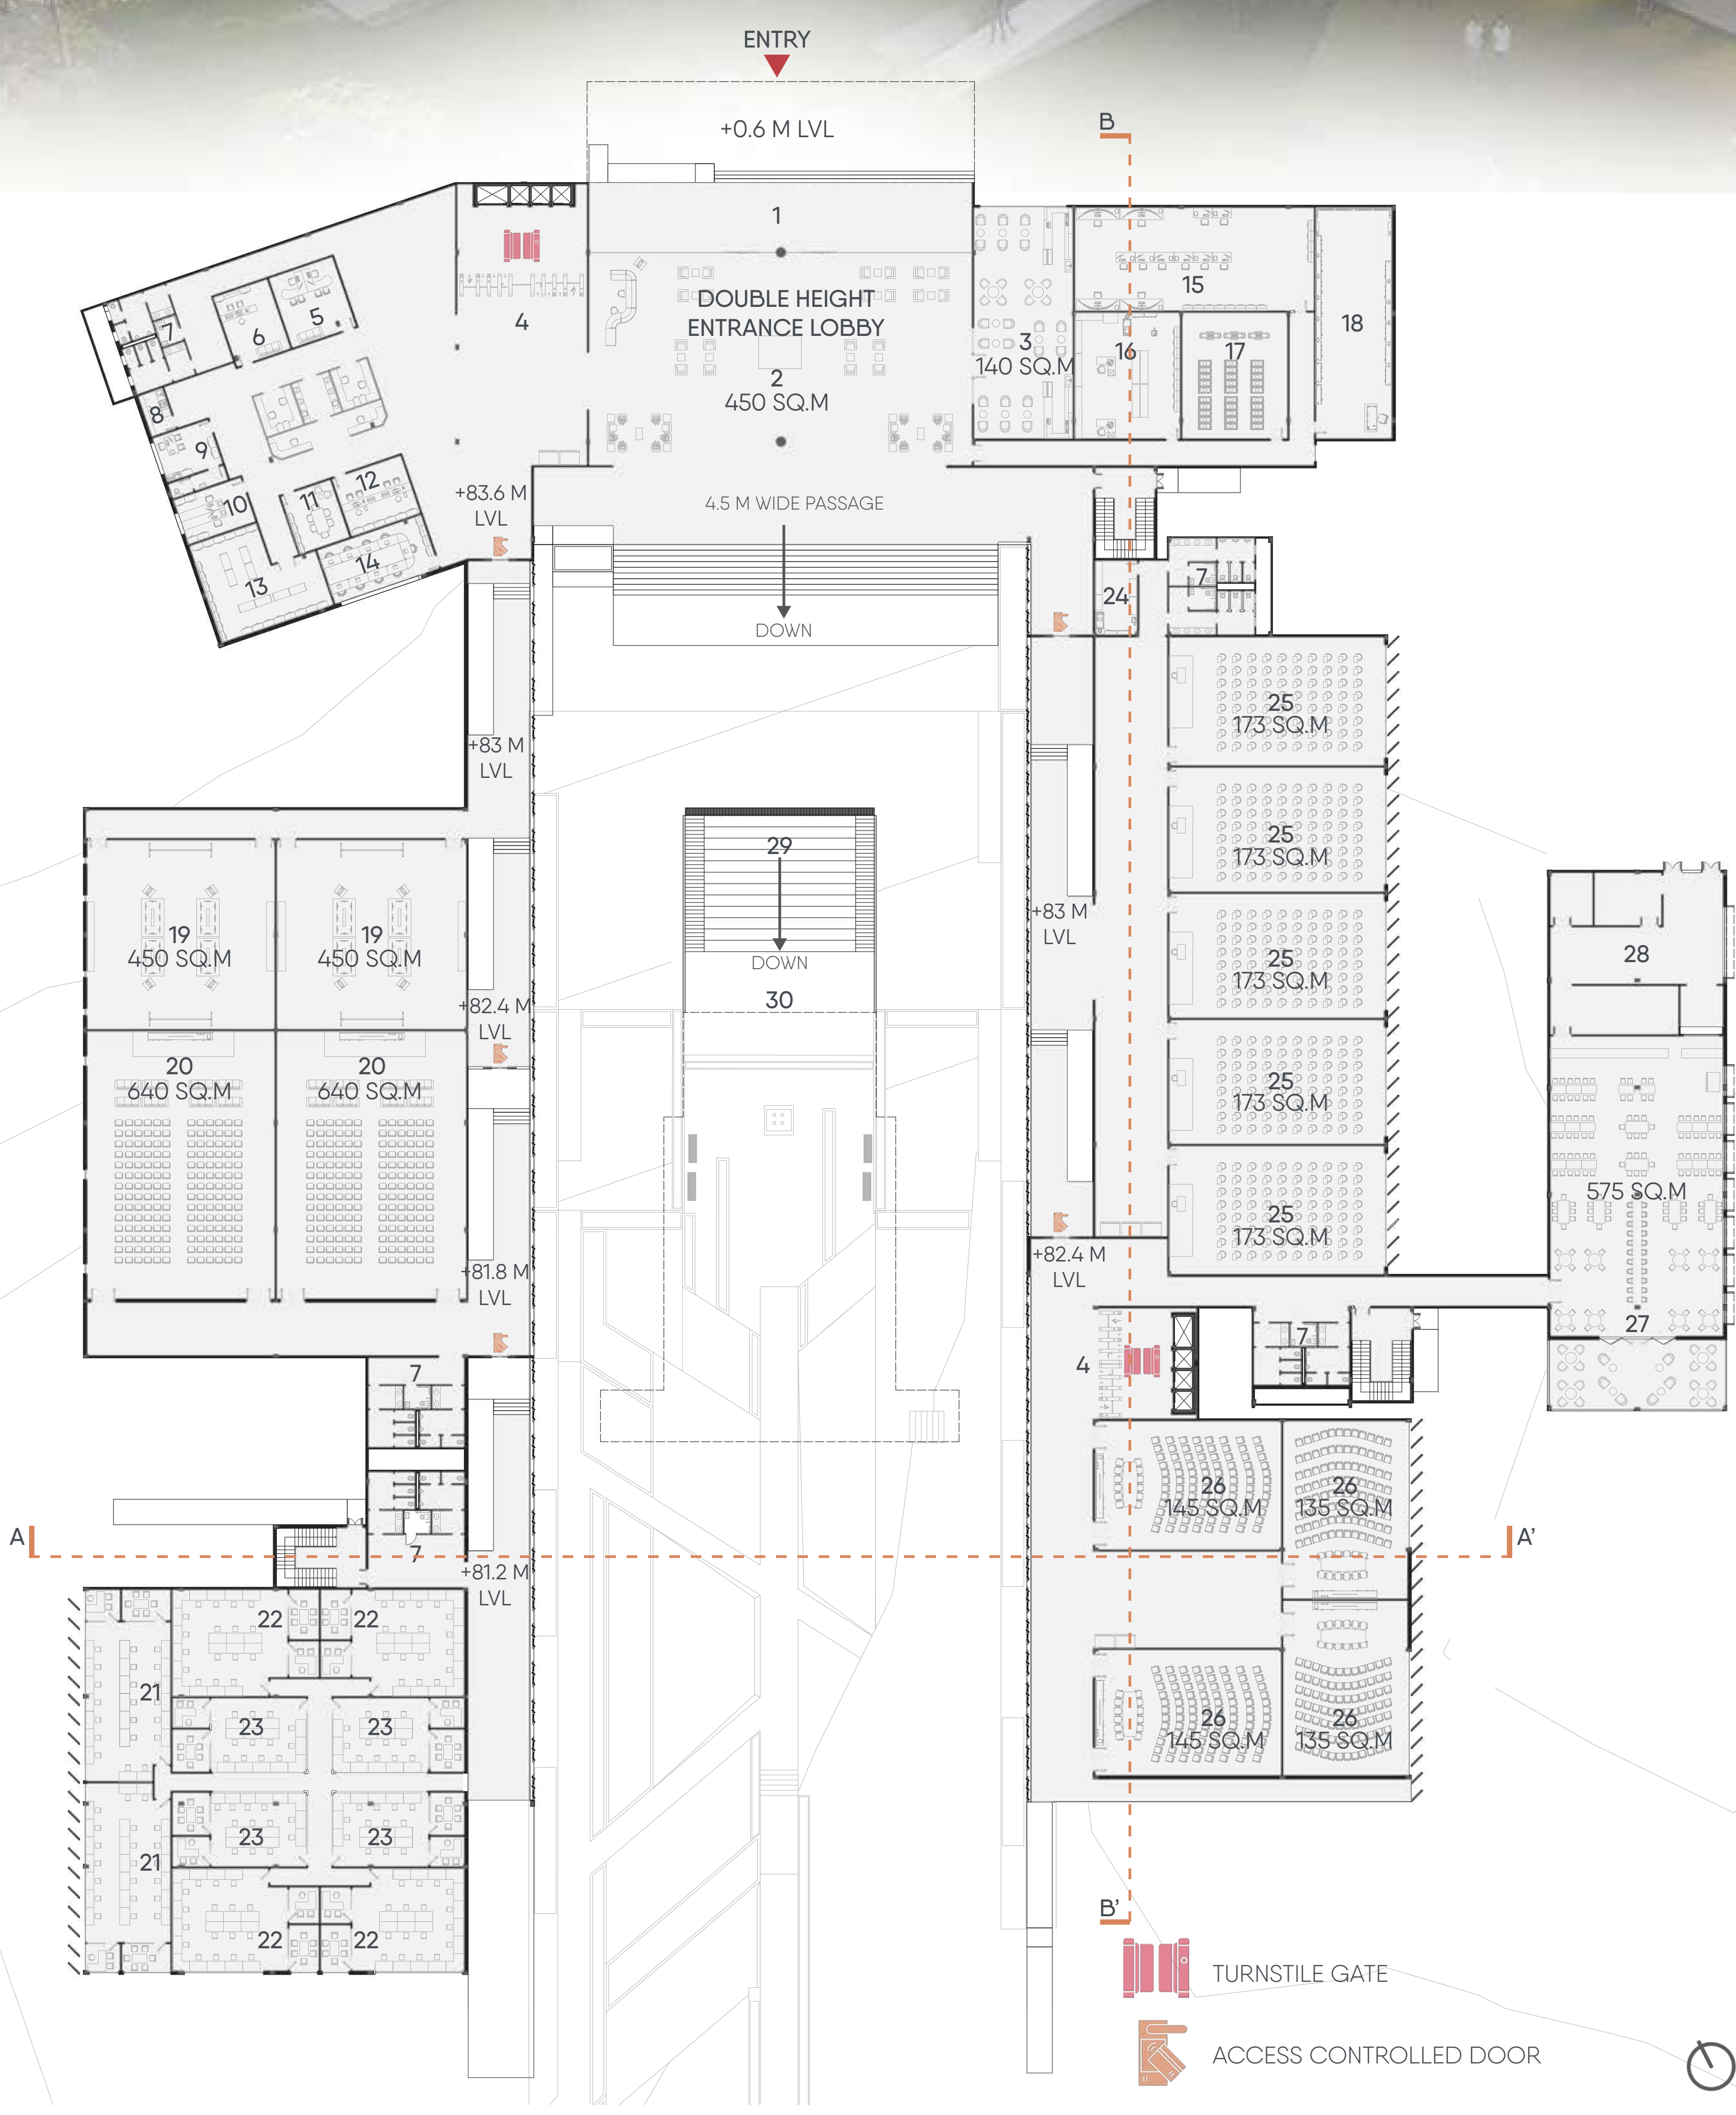 ENTRY
+0.6 M LVL
B
1
DOUBLE HEIGHT
ENTRANCE LOBBY
2
450 SQ.M
3
140 SQ.M
4
5
6
7
8
9
10
11
12
13
14
15
16
17
18
+83.6 M
LVL
4.5 M WIDE PASSAGE
DOWN
24
7
25
173 SQ.M
25
173 SQ.M
25
173 SQ.M
25
173 SQ.M
25
173 SQ.M
+83 M
LVL
+83 M
LVL
29
DOWN
30
19
450 SQ.M
19
450 SQ.M
+82.4 M
LVL
20
640 SQ.M
20
640 SQ.M
28
575 SQ.M
27
+81.8 M
LVL
+82.4 M
LVL
4
7
7
7
26
145 SQ.M
26
135 SQ.M
A
A'
+81.2 M
LVL
22
22
21
23
23
26
145 SQ.M
26
135 SQ.M
23
23
21
22
22
B'
TURNSTILE GATE
ACCESS CONTROLLED DOOR